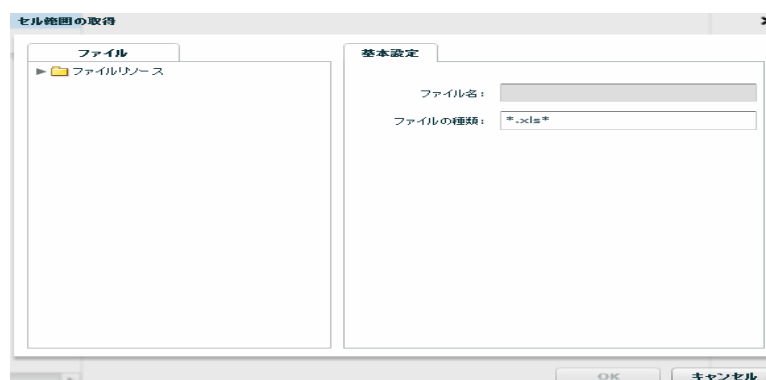 セル範囲の取得
ファイル
ファイルリソース
基本設定
ファイル名：
ファイルの種類：
*.xls*
OK
キャンセル